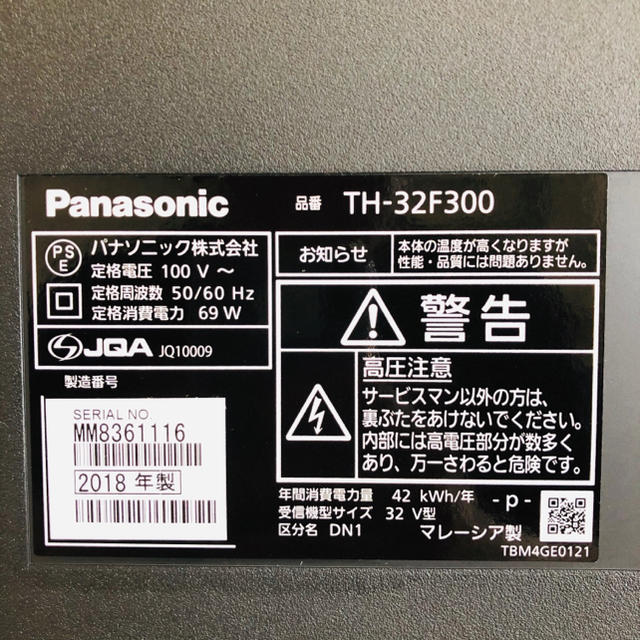 Panasonic
品番 TH-32F300
PS
E
パナソニック株式会社
定格電圧 100 V ～
定格周波数 50/60 Hz
定格消費電力 69 W
JQA JQ10009
製造番号
SERIAL NO.
MM8361116
2018 年製
お知らせ
本体の温度が高くなりますが
性能・品質には問題ありません。
警告
高圧注意
サービスマン以外の方は、
裏ぶたをあけないでください。
内部には高電圧部分が数多く
あり、万一さわると危険です。
年間消費電力量 42 kWh/年
受信機型サイズ 32 V型
区分名 DN1
- p -
マレーシア製
TBM4GE0121